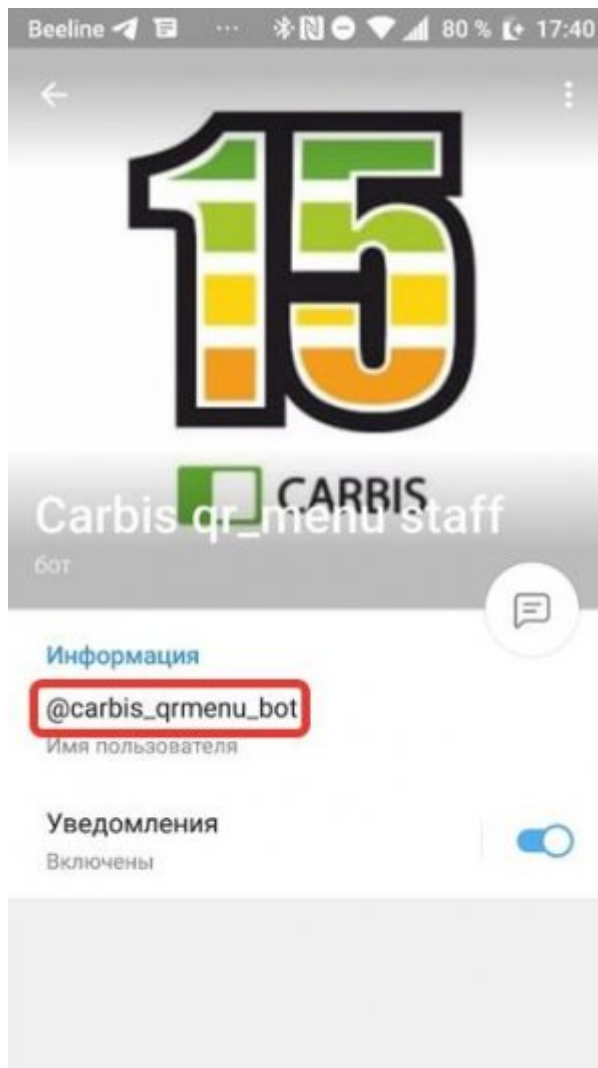 Beeline ... 80 % 17:40
15
CARBIS
Carbis qr_menu staff
бот
Информация
@carbis_qrmenu_bot
Имя пользователя
Уведомления
Включены